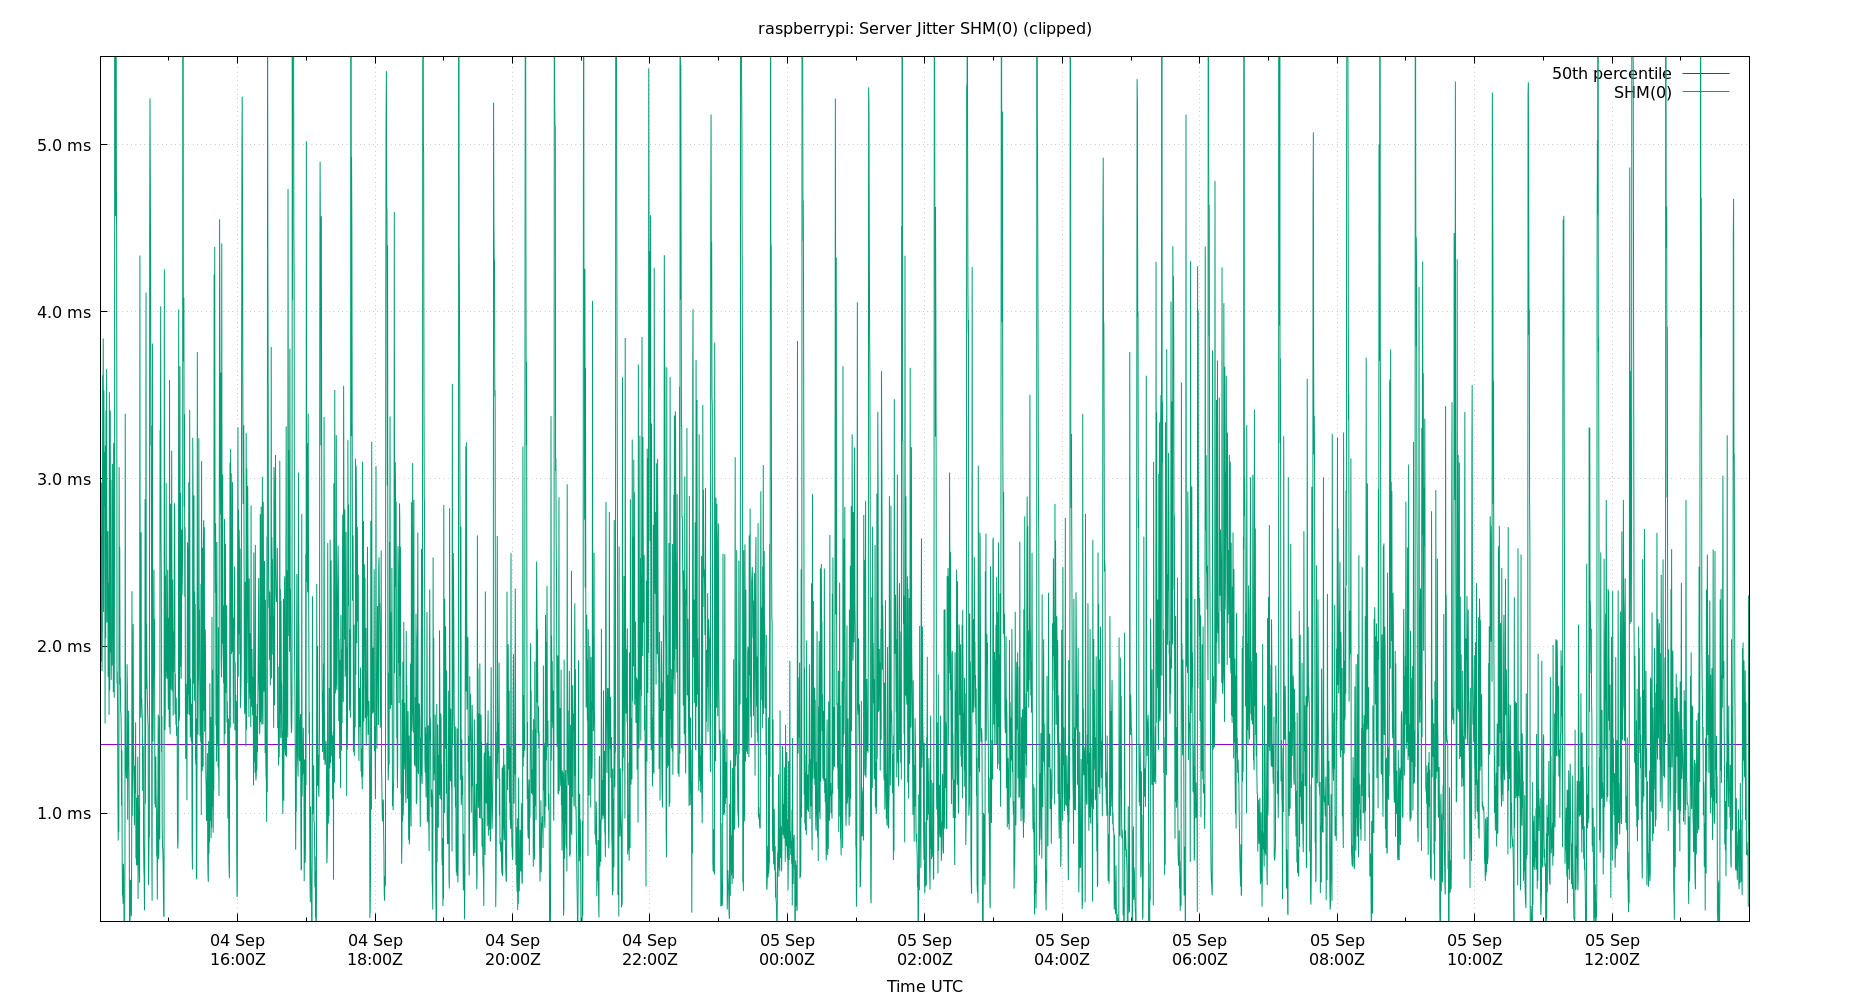 raspberrypi: Server Jitter SHM(0) (clipped)
50th percentile
SHM(0)
5.0 ms
4.0 ms
3.0 ms
2.0 ms
1.0 ms
04 Sep 04 Sep 04 Sep 04 Sep 05 Sep 05 Sep 05 Sep 05 Sep 05 Sep 05 Sep 05 Sep
16:00Z 18:00Z 20:00Z 22:00Z 00:00Z 02:00Z 04:00Z 06:00Z 08:00Z 10:00Z 12:00Z
Time UTC